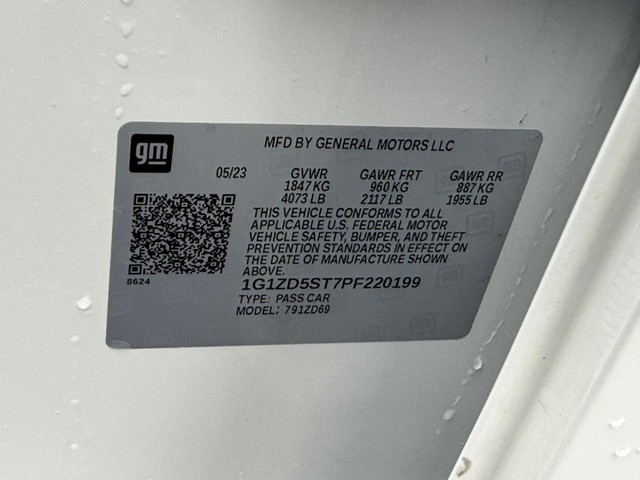 gm
MFD BY GENERAL MOTORS LLC
05/23 GVWR GAWR FRT GAWR RR
1847 KG 960 KG 887 KG
4073 LB 2117 LB 1955 LB
THIS VEHICLE CONFORMS TO ALL
APPLICABLE U.S. FEDERAL MOTOR
VEHICLE SAFETY, BUMPER, AND THEFT
PREVENTION STANDARDS IN EFFECT ON
THE DATE OF MANUFACTURE SHOWN
ABOVE.
8624
1G1ZD5ST7PF220199
TYPE: PASS CAR
MODEL: 791ZD69